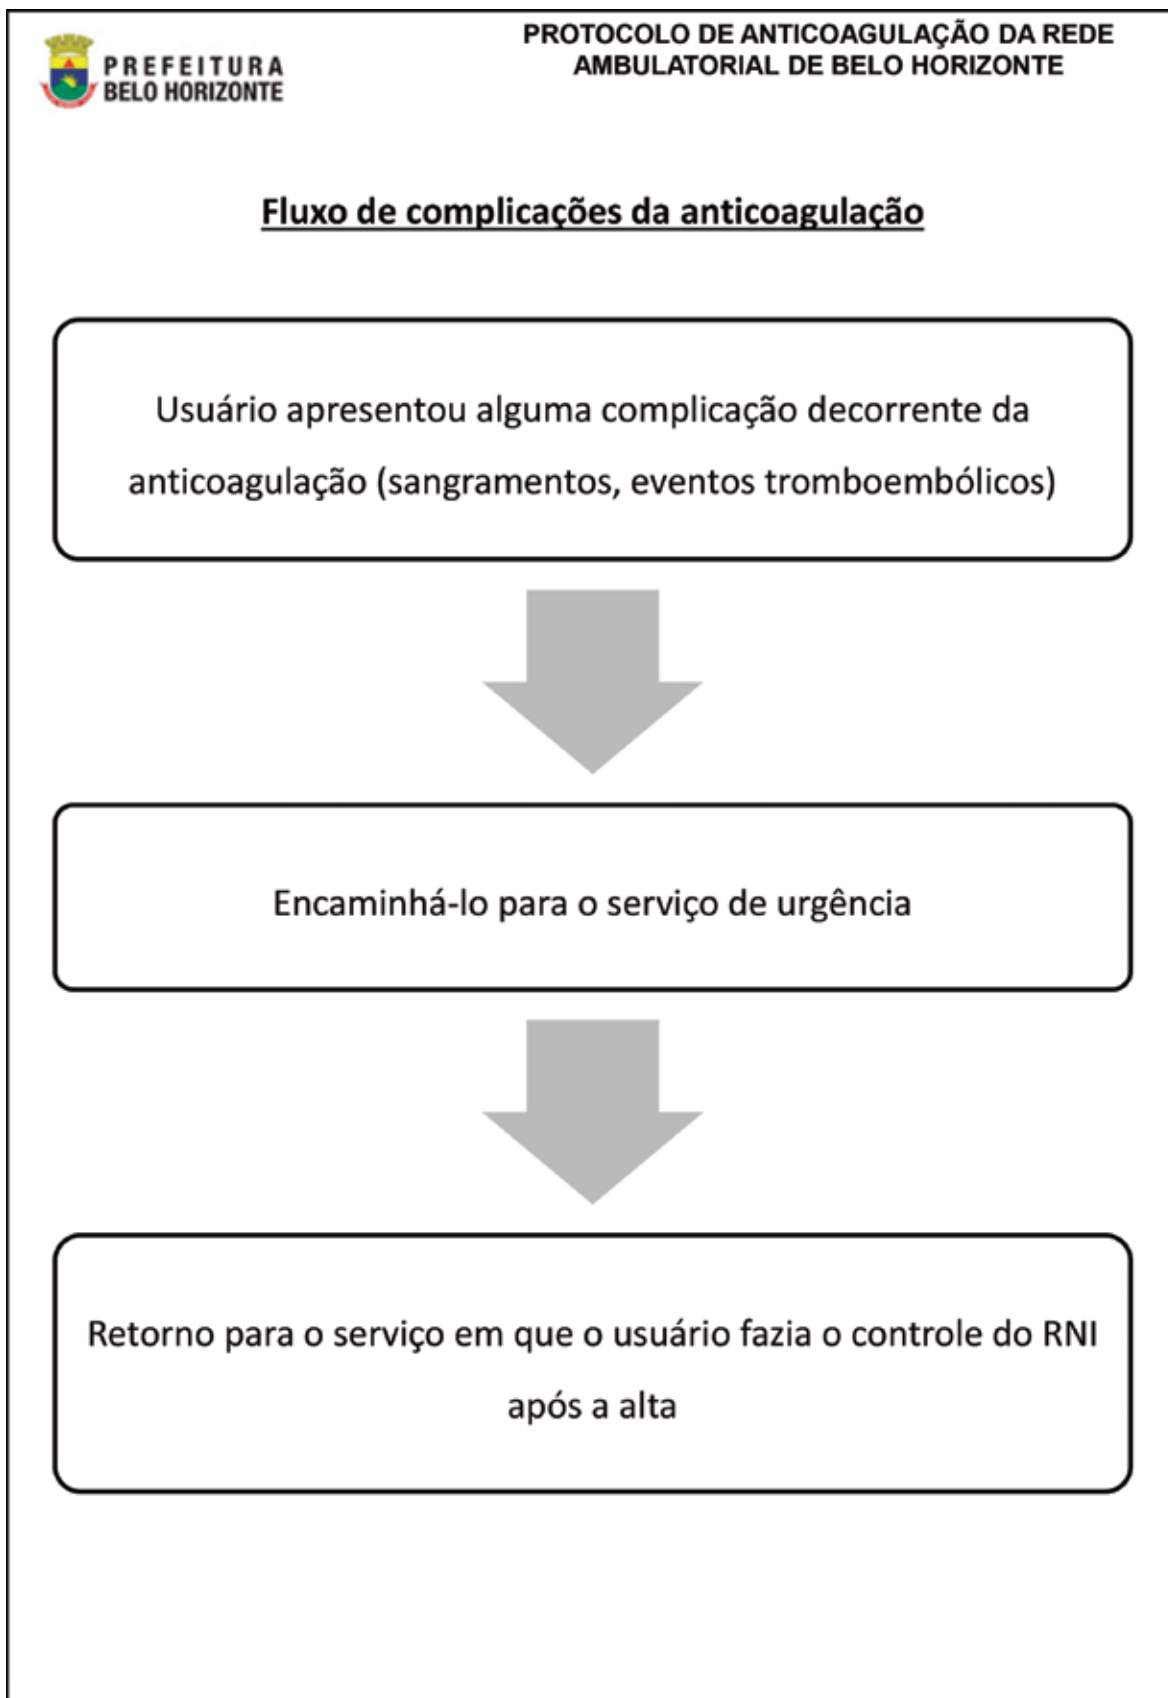 PREFEITURA
BELO HORIZONTE
PROTOCOLO DE ANTICOAGULAÇÃO DA REDE
AMBULATORIAL DE BELO HORIZONTE
Fluxo de complicações da anticoagulação
Usuário apresentou alguma complicação decorrente da
anticoagulação (sangramentos, eventos tromboembólicos)
Encaminhá-lo para o serviço de urgência
Retorno para o serviço em que o usuário fazia o controle do RNI
após a alta